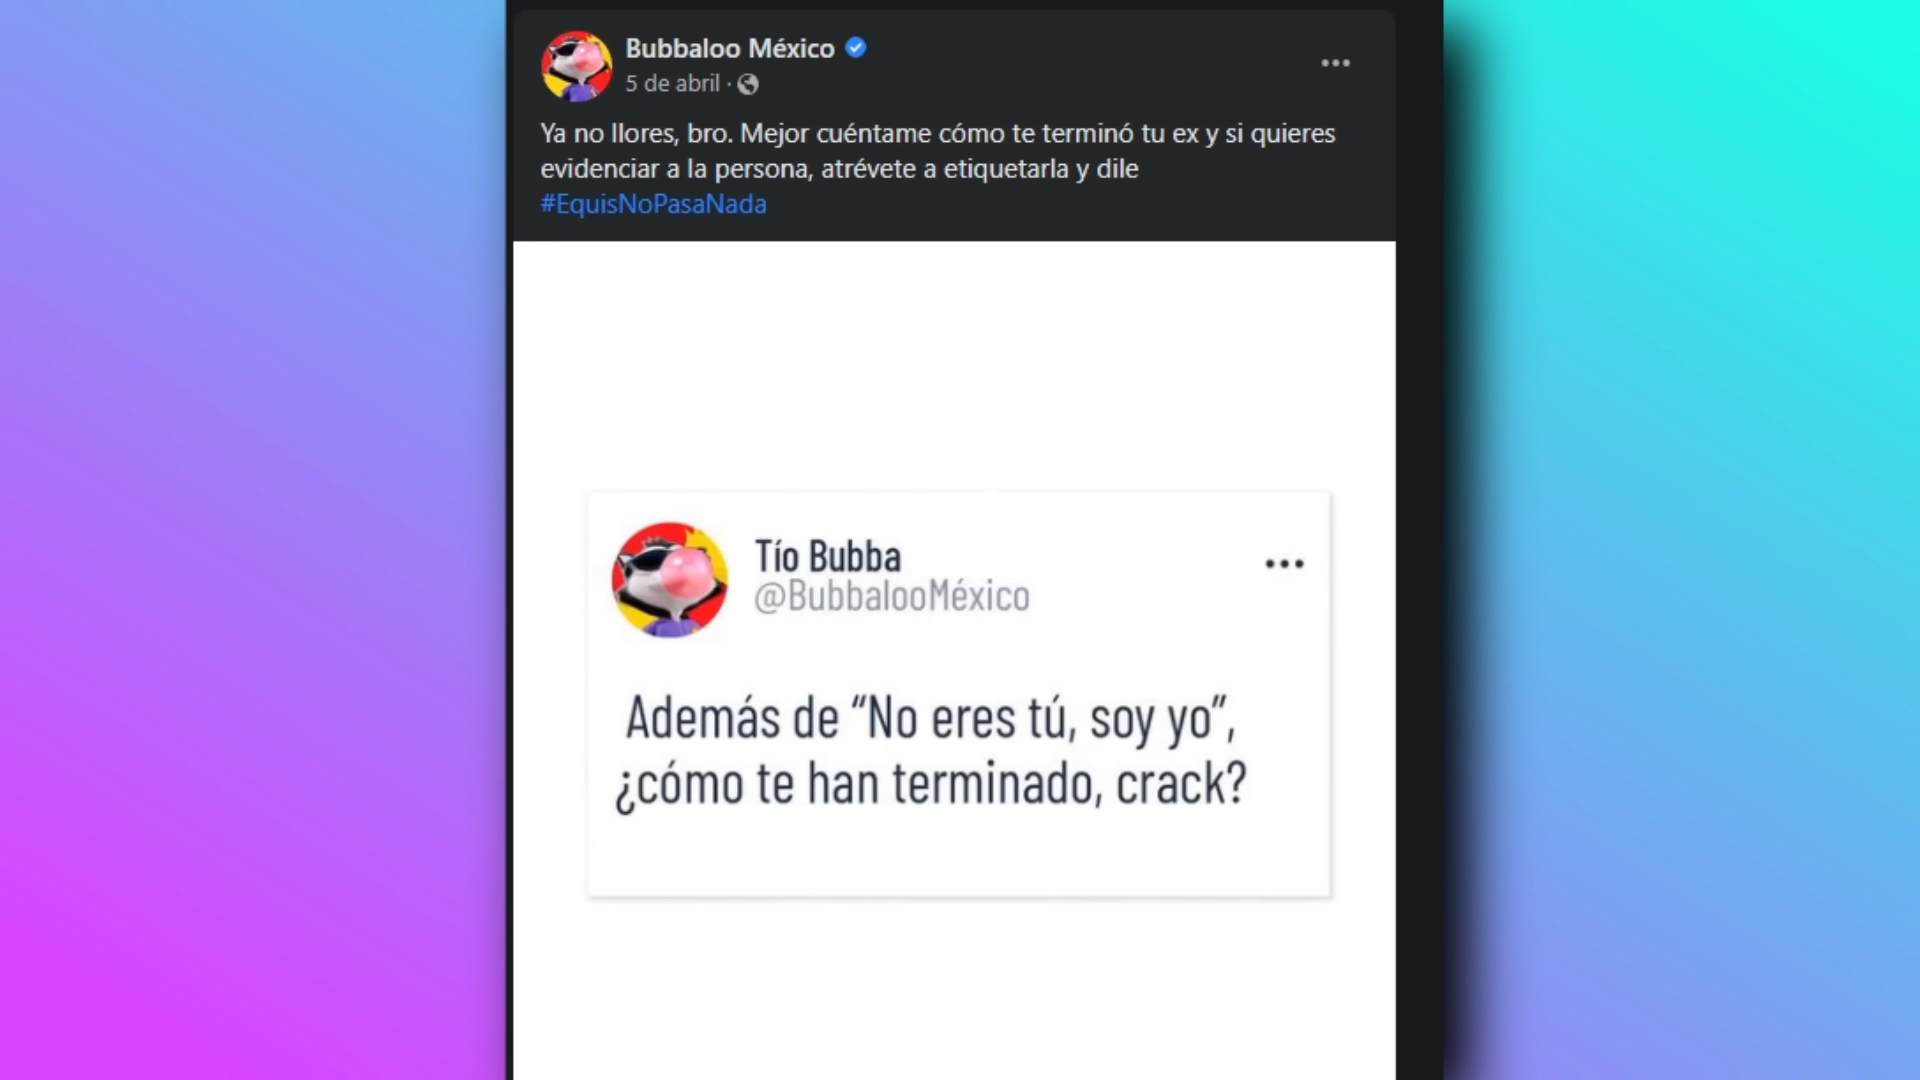 Bubbaloo México
5 de abril ·
Ya no llores, bro. Mejor cuéntame cómo te terminó tu ex y si quieres
evidenciar a la persona, atrévete a etiquetarla y dile
#EquisNoPasaNada
Tío Bubba
@BubbalooMéxico
Además de “No eres tú, soy yo”,
¿cómo te han terminado, crack?